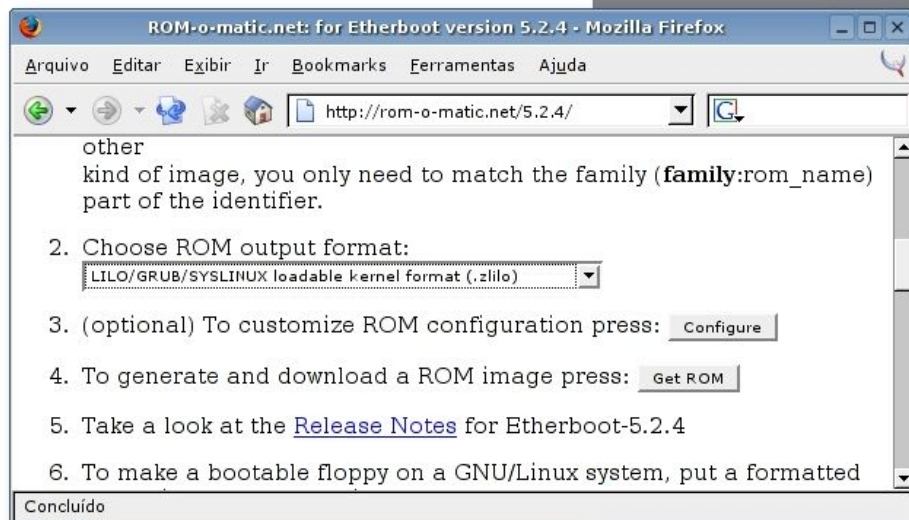 ROM-o-matic.net: for Etherboot version 5.2.4 - Mozilla Firefox
Arquivo Editar Exibir Ir Bookmarks Ferramentas Ajuda
http://rom-o-matic.net/5.2.4/
other
kind of image, you only need to match the family (family:rom_name)
part of the identifier.
2. Choose ROM output format:
LILO/GRUB/SYSLINUX loadable kernel format (.zlilo)
3. (optional) To customize ROM configuration press: Configure
4. To generate and download a ROM image press: Get ROM
5. Take a look at the Release Notes for Etherboot-5.2.4
6. To make a bootable floppy on a GNU/Linux system, put a formatted
Concluído